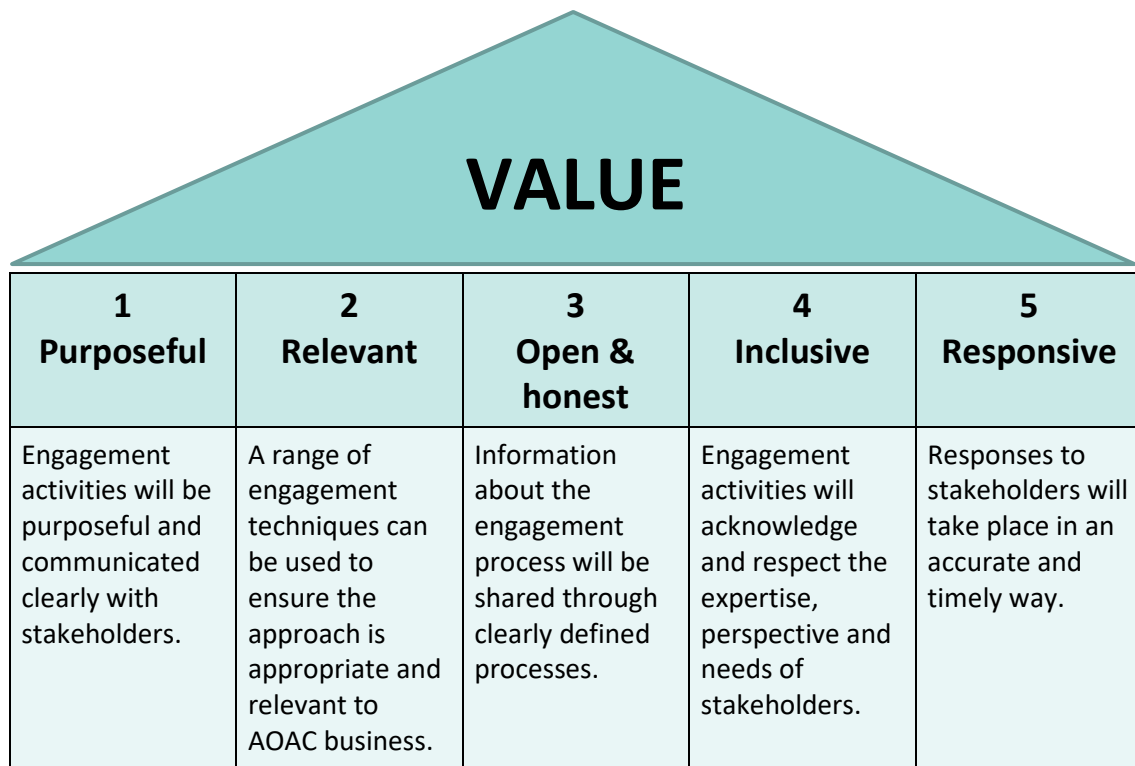 VALUE
1
Purposeful
2
Relevant
3
Open &
honest
4
Inclusive
5
Responsive
Engagement
activities will be
purposeful and
communicated
clearly with
stakeholders.
A range of
engagement
techniques can
be used to
ensure the
approach is
appropriate and
relevant to
AOAC business.
Information
about the
engagement
process will be
shared through
clearly defined
processes.
Engagement
activities will
acknowledge
and respect the
expertise,
perspective and
needs of
stakeholders.
Responses to
stakeholders will
take place in an
accurate and
timely way.